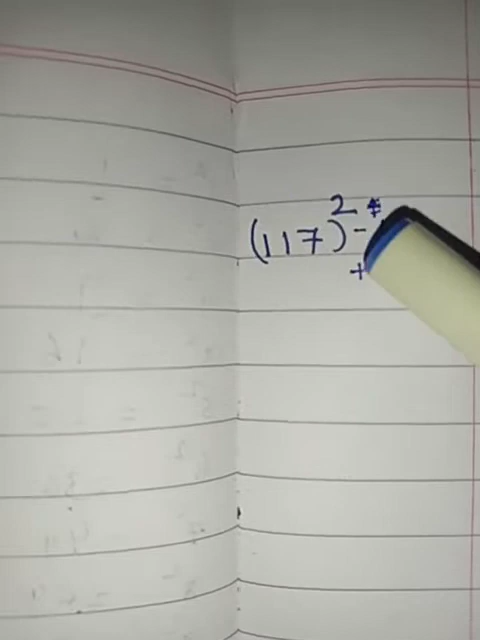 (117)² -
+